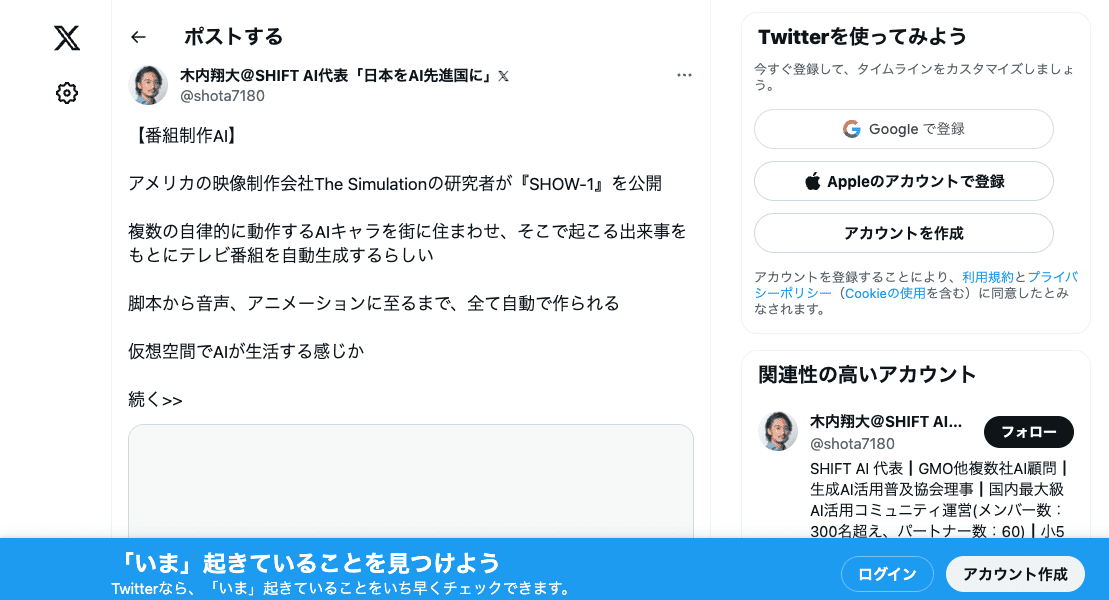 ポストする
木内翔大@SHIFT AI代表「日本をAI先進国に」𝕏
@shota7180
【番組制作AI】
アメリカの映像制作会社The Simulationの研究者が『SHOW-1』を公開
複数の自律的に動作するAIキャラを街に住まわせ、そこで起こる出来事を
もとにテレビ番組を自動生成するらしい
脚本から音声、アニメーションに至るまで、全て自動で作られる
仮想空間でAIが生活する感じか
続く>>
Twitterを使ってみよう
今すぐ登録して、タイムラインをカスタマイズしましょ
う。
Google で登録
Appleのアカウントで登録
アカウントを作成
アカウントを登録することにより、利用規約とプライバ
シーポリシー（Cookieの使用を含む）に同意したとみ
なされます。
関連性の高いアカウント
木内翔大@SHIFT AI...
@shota7180
フォロー
SHIFT AI 代表┃GMO他複数社AI顧問┃
生成AI活用普及協会理事┃国内最大級
AI活用コミュニティ運営(メンバー数：
300名超え、パートナー数：60)┃小5
「いま」起きていることを見つけよう
Twitterなら、「いま」起きていることをいち早くチェックできます。
ログイン
アカウント作成